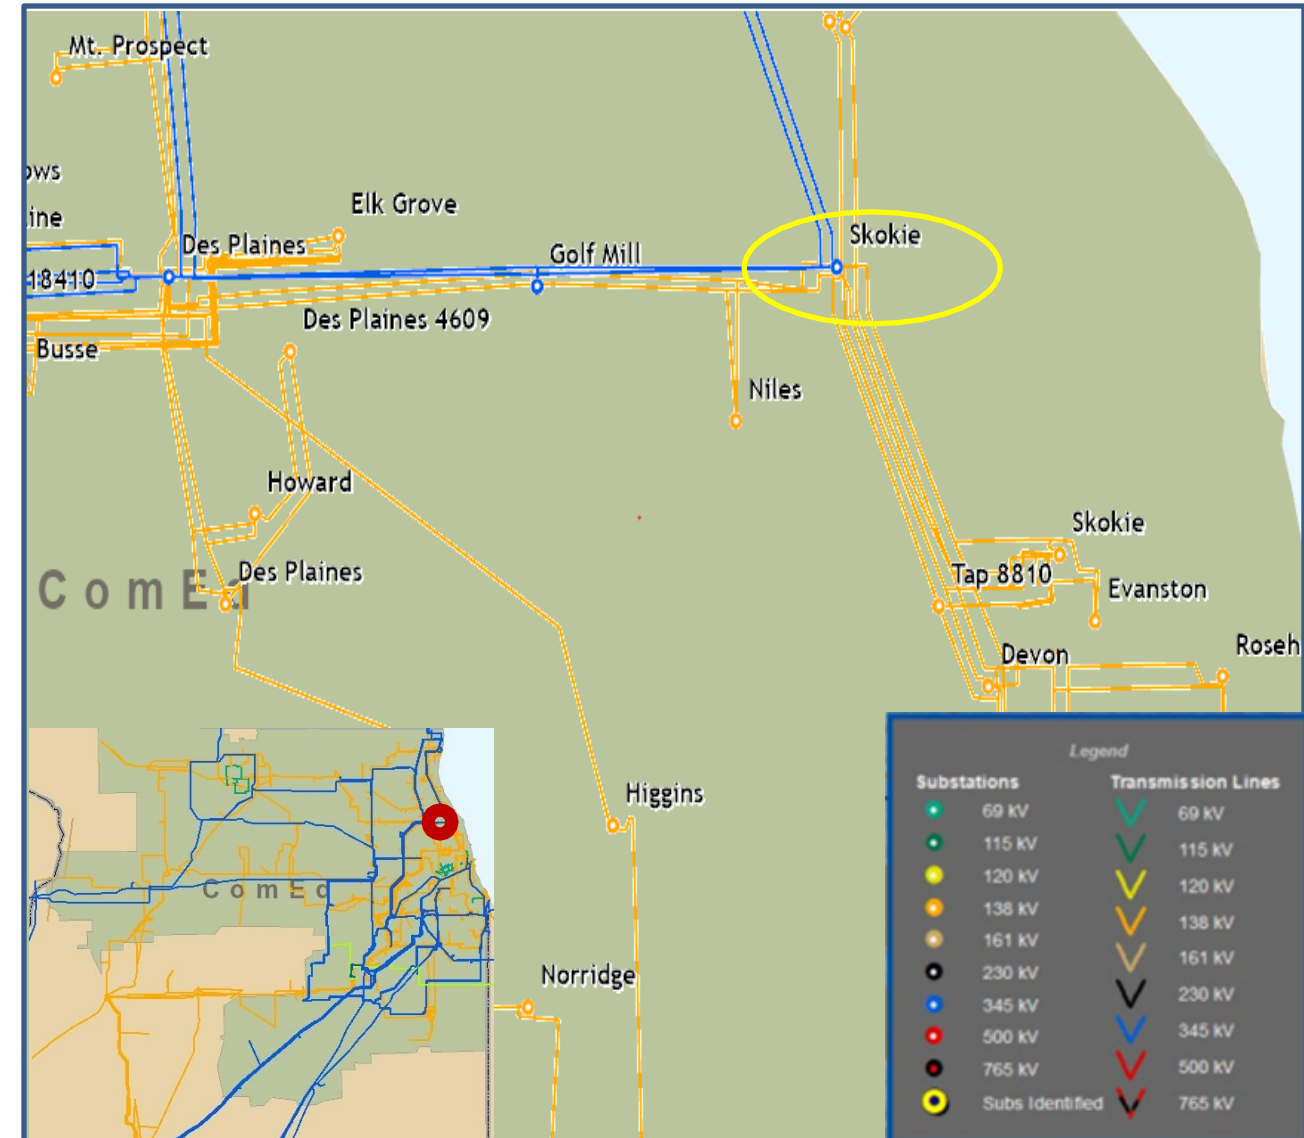 Mt. Prospect
ows
ine
Elk Grove
Skokie
Des Plaines
Golf Mill
18410
Des Plaines 4609
Busse
Niles
Howard
Skokie
Des Plaines
Tap 8810
ComEd
Evanston
Roseh
Devon
Higgins
Norridge
ComEd
Legend
Substations Transmission Lines
69 kV 69 kV
115 kV 115 kV
120 kV 120 kV
138 kV 138 kV
161 kV 161 kV
230 kV 230 kV
345 kV 345 kV
500 kV 500 kV
765 kV 765 kV
Subs Identified